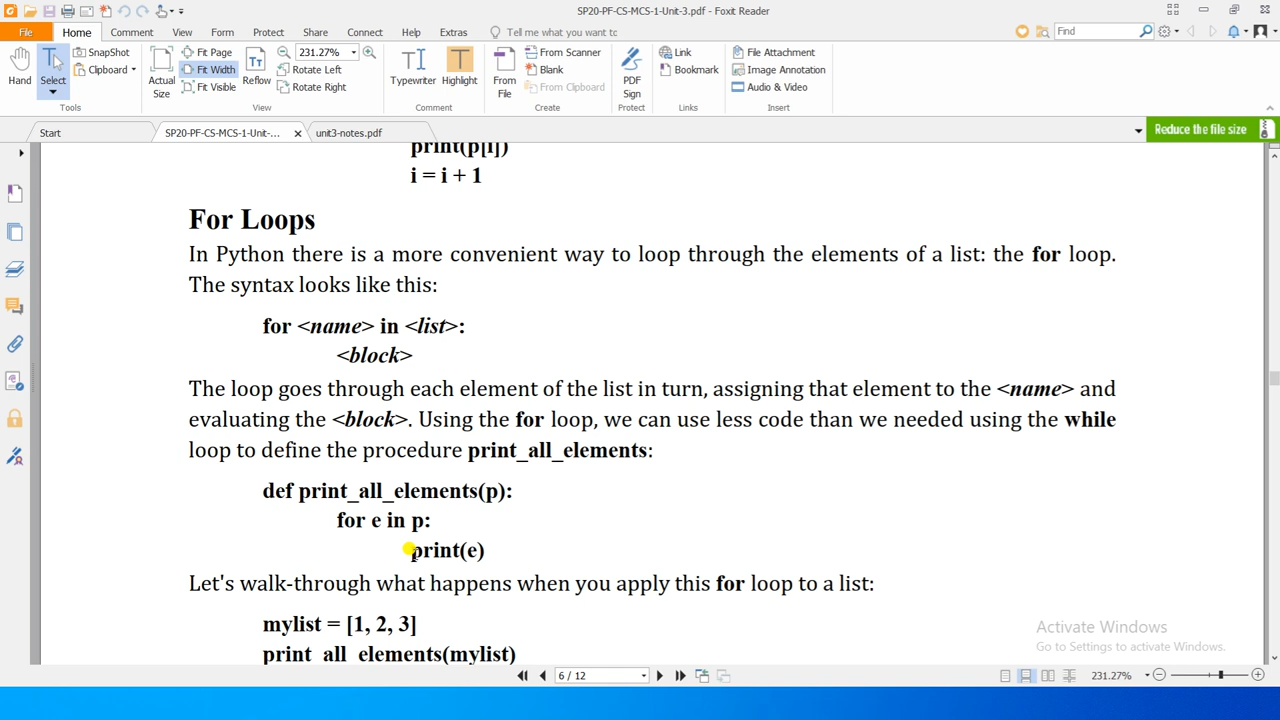 SP20-PF-CS-MCS-1-Unit-3.pdf - Foxit Reader
File Home Comment View Form Protect Share Connect Help Extras Tell me what you want tc Find
Hand
Select
Tools
SnapShot
Clipboard
Actual Size
Fit Page
Fit Width
Fit Visible
Reflow
231.27%
Rotate Left
Rotate Right
View
Typewriter
Highlight
Comment
From File
From Scanner
Blank
From Clipboard
Create
PDF Sign
Protect
Link
Bookmark
Links
File Attachment
Image Annotation
Audio & Video
Insert
Start SP20-PF-CS-MCS-1-Unit-... unit3-notes.pdf Reduce the file size
print(p[i])
i = i + 1
For Loops
In Python there is a more convenient way to loop through the elements of a list: the for loop.
The syntax looks like this:
for <name> in <list>:
<block>
The loop goes through each element of the list in turn, assigning that element to the <name> and
evaluating the <block>. Using the for loop, we can use less code than we needed using the while
loop to define the procedure print_all_elements:
def print_all_elements(p):
for e in p:
print(e)
Let's walk-through what happens when you apply this for loop to a list:
mylist = [1, 2, 3]
print_all_elements(mylist)
Activate Windows
Go to Settings to activate Windows.
6 / 12 231.27%